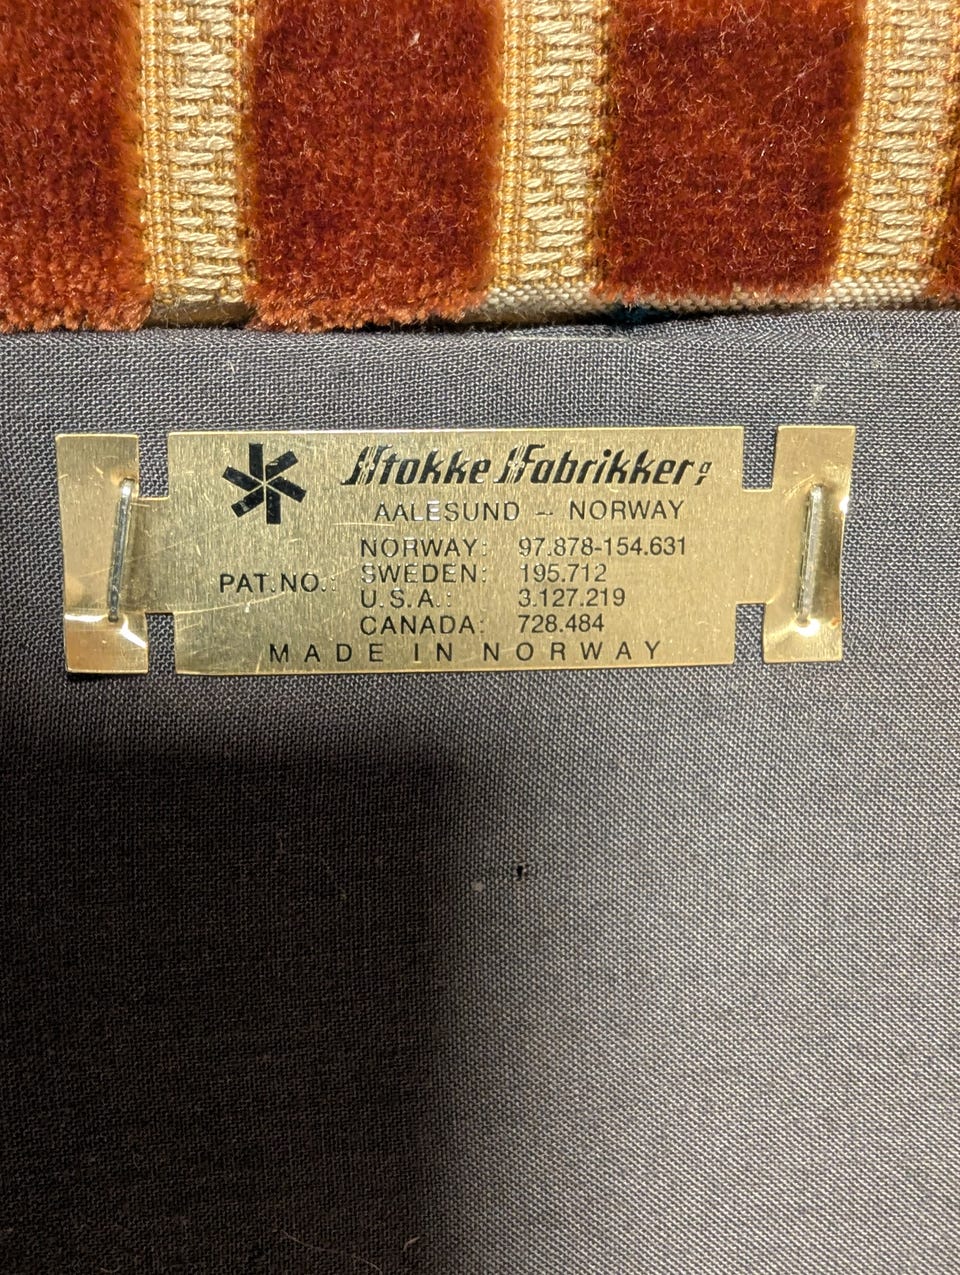 Stokke Fabrikker A/S
AALESUND – NORWAY
PAT.NO.: NORWAY: 97.878-154.631
SWEDEN: 195.712
U.S.A.: 3.127.219
CANADA: 728.484
MADE IN NORWAY